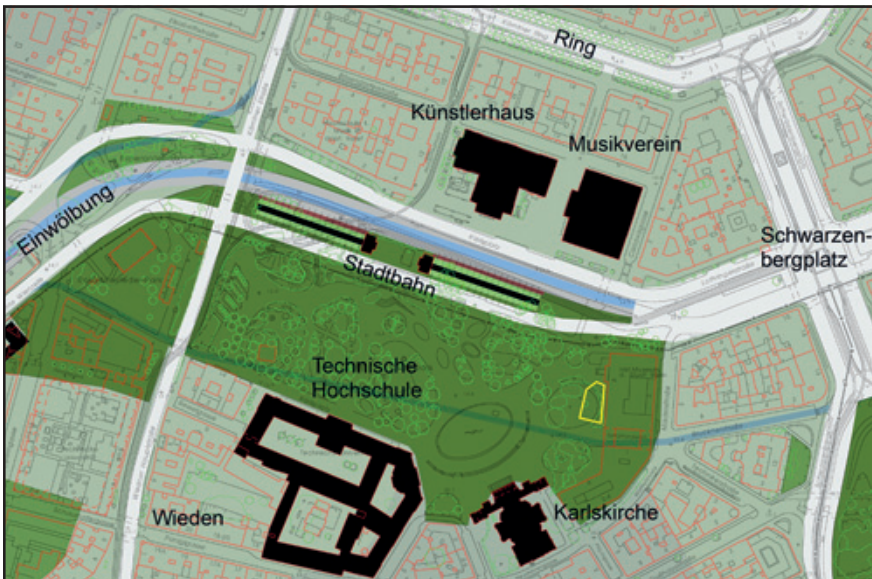 Ring
Künstlerhaus
Musikverein
Einwölbung
Schwarzen-
bergplatz
Stadtbahn
Technische
Hochschule
Wieden
Karlskirche